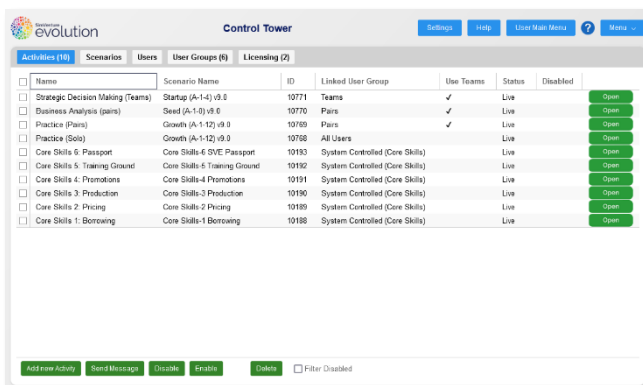 evolution
Control Tower
Settings Help User Main Menu ? Menu
Activities (10) Scenarios Users User Groups (6) Licensing (2)
Name Scenario Name ID Linked User Group Use Teams Status Disabled
Strategic Decision Making (Teams) Startup (A-1-4) v9.0 10771 Teams ✓ Live Open
Business Analysis (pairs) Seed (A-1-0) v9.0 10770 Pairs ✓ Live Open
Practice (Pairs) Growth (A-1-12) v9.0 10769 Pairs ✓ Live Open
Practice (Solo) Growth (A-1-12) v9.0 10768 All Users Live Open
Core Skills 6: Passport Core Skills-6 SVE Passport 10193 System Controlled (Core Skills) Live Open
Core Skills 5: Training Ground Core Skills-5 Training Ground 10192 System Controlled (Core Skills) Live Open
Core Skills 4: Promotions Core Skills-4 Promotions 10191 System Controlled (Core Skills) Live Open
Core Skills 3: Production Core Skills-3 Production 10190 System Controlled (Core Skills) Live Open
Core Skills 2: Pricing Core Skills-2 Pricing 10189 System Controlled (Core Skills) Live Open
Core Skills 1: Borrowing Core Skills-1 Borrowing 10188 System Controlled (Core Skills) Live Open
Add new Activity Send Message Disable Enable Delete Filter Disabled